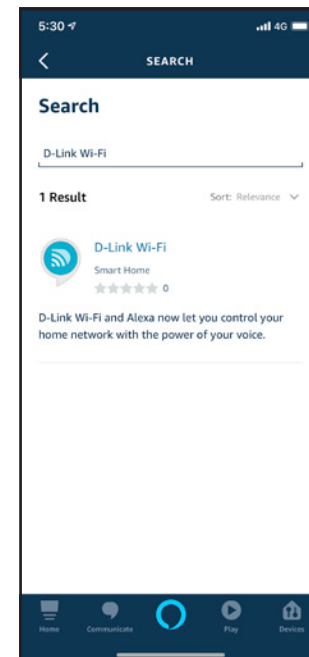 5:30 4G
SEARCH
Search
D-Link Wi-Fi
1 Result Sort: Relevance
D-Link Wi-Fi
Smart Home
0
D-Link Wi-Fi and Alexa now let you control your
home network with the power of your voice.
Home Communicate Play Devices